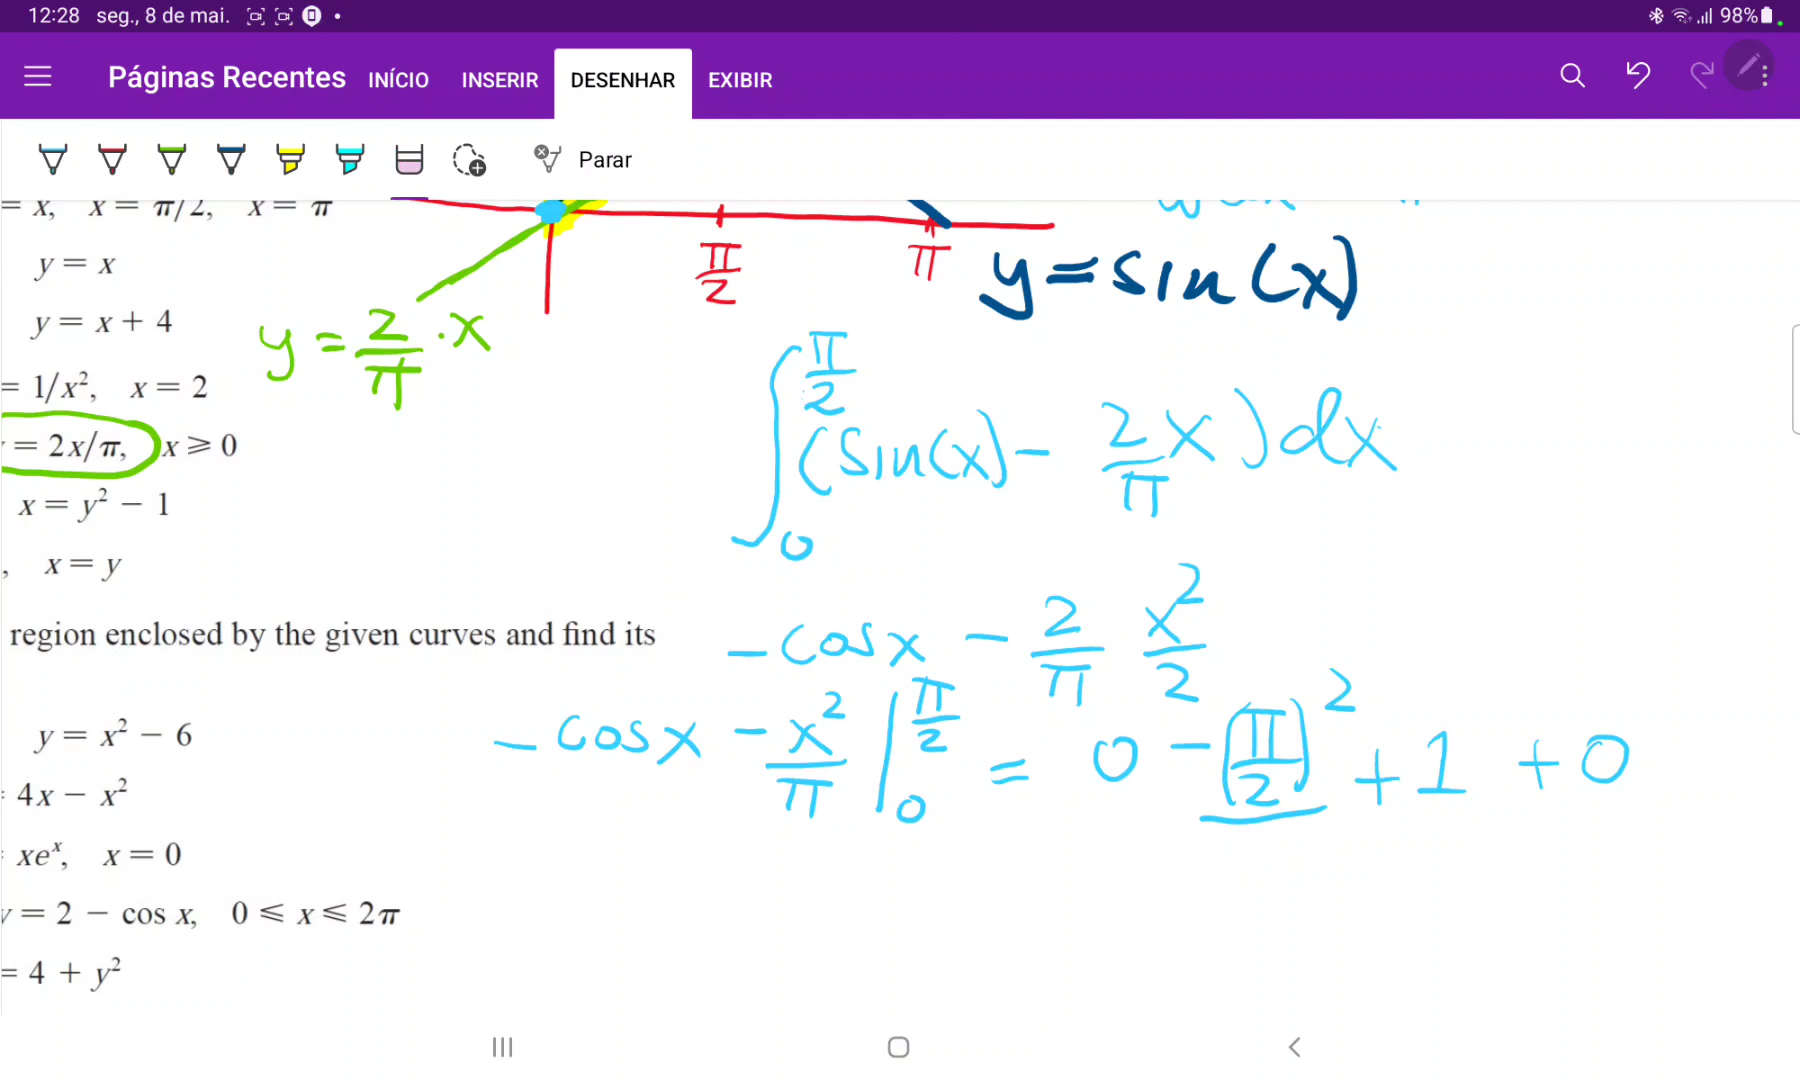 12:28 seg., 8 de mai. 98%
Páginas Recentes INÍCIO INSERIR DESENHAR EXIBIR
Parar
= x, x = π/2, x = π
y = x
y = x + 4
= 1/x², x = 2
= 2x/π, x ⩾ 0
x = y² − 1
, x = y
region enclosed by the given curves and find its
y = x² − 6
4x − x²
xeˣ, x = 0
y = 2 − cos x, 0 ⩽ x ⩽ 2π
= 4 + y²
π/2 π
y = sin(x)
y = 2/π · x
∫₀^(π/2) (sin(x) − 2/π x) dx
− cos x − 2/π x²/2
− cos x − x²/π |₀^(π/2) = 0 − (π/2)² + 1 + 0